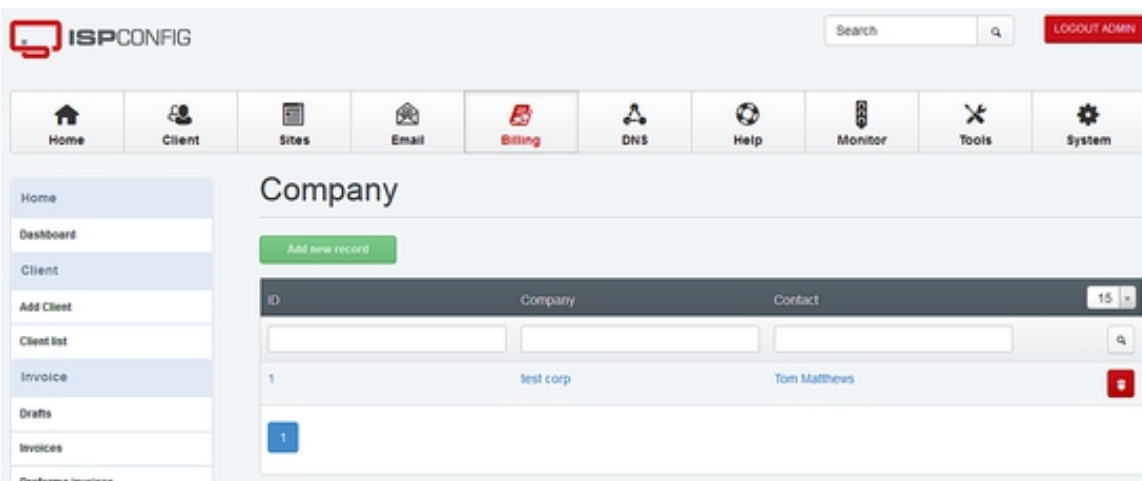 ISPCONFIG
Search
LOGOUT ADMIN
Home Client Sites Email Billing DNS Help Monitor Tools System
Home
Dashboard
Client
Add Client
Client list
Invoice
Drafts
Invoices
Proforma invoices
Company
Add new record
ID Company Contact 15
1 test corp Tom Matthews
1